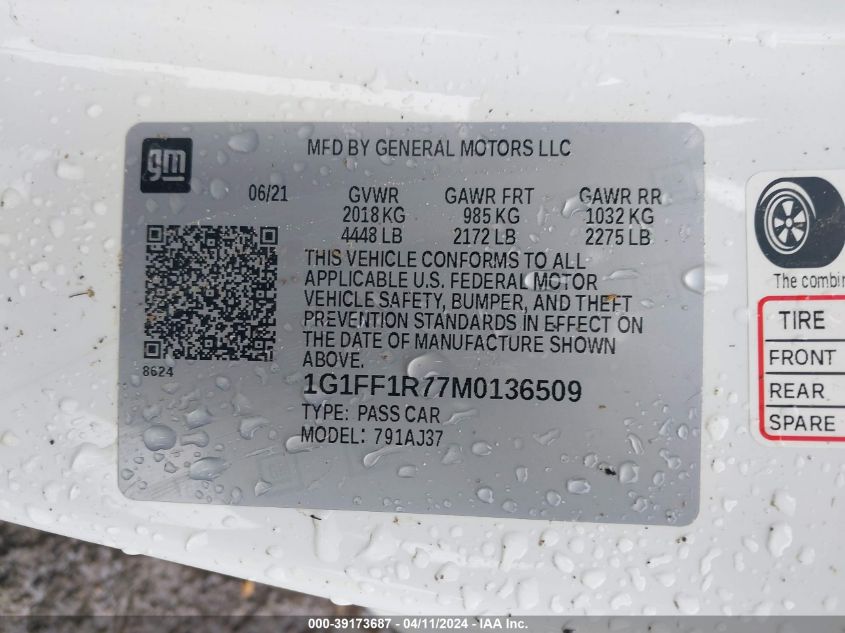 gm
MFD BY GENERAL MOTORS LLC
06/21 GVWR GAWR FRT GAWR RR
2018 KG 985 KG 1032 KG
4448 LB 2172 LB 2275 LB
THIS VEHICLE CONFORMS TO ALL
APPLICABLE U.S. FEDERAL MOTOR
VEHICLE SAFETY, BUMPER, AND THEFT
PREVENTION STANDARDS IN EFFECT ON
THE DATE OF MANUFACTURE SHOWN
ABOVE.
8624
1G1FF1R77M0136509
TYPE: PASS CAR
MODEL: 791AJ37
The combin
TIRE
FRONT
REAR
SPARE
000-39173687 - 04/11/2024 - IAA Inc.